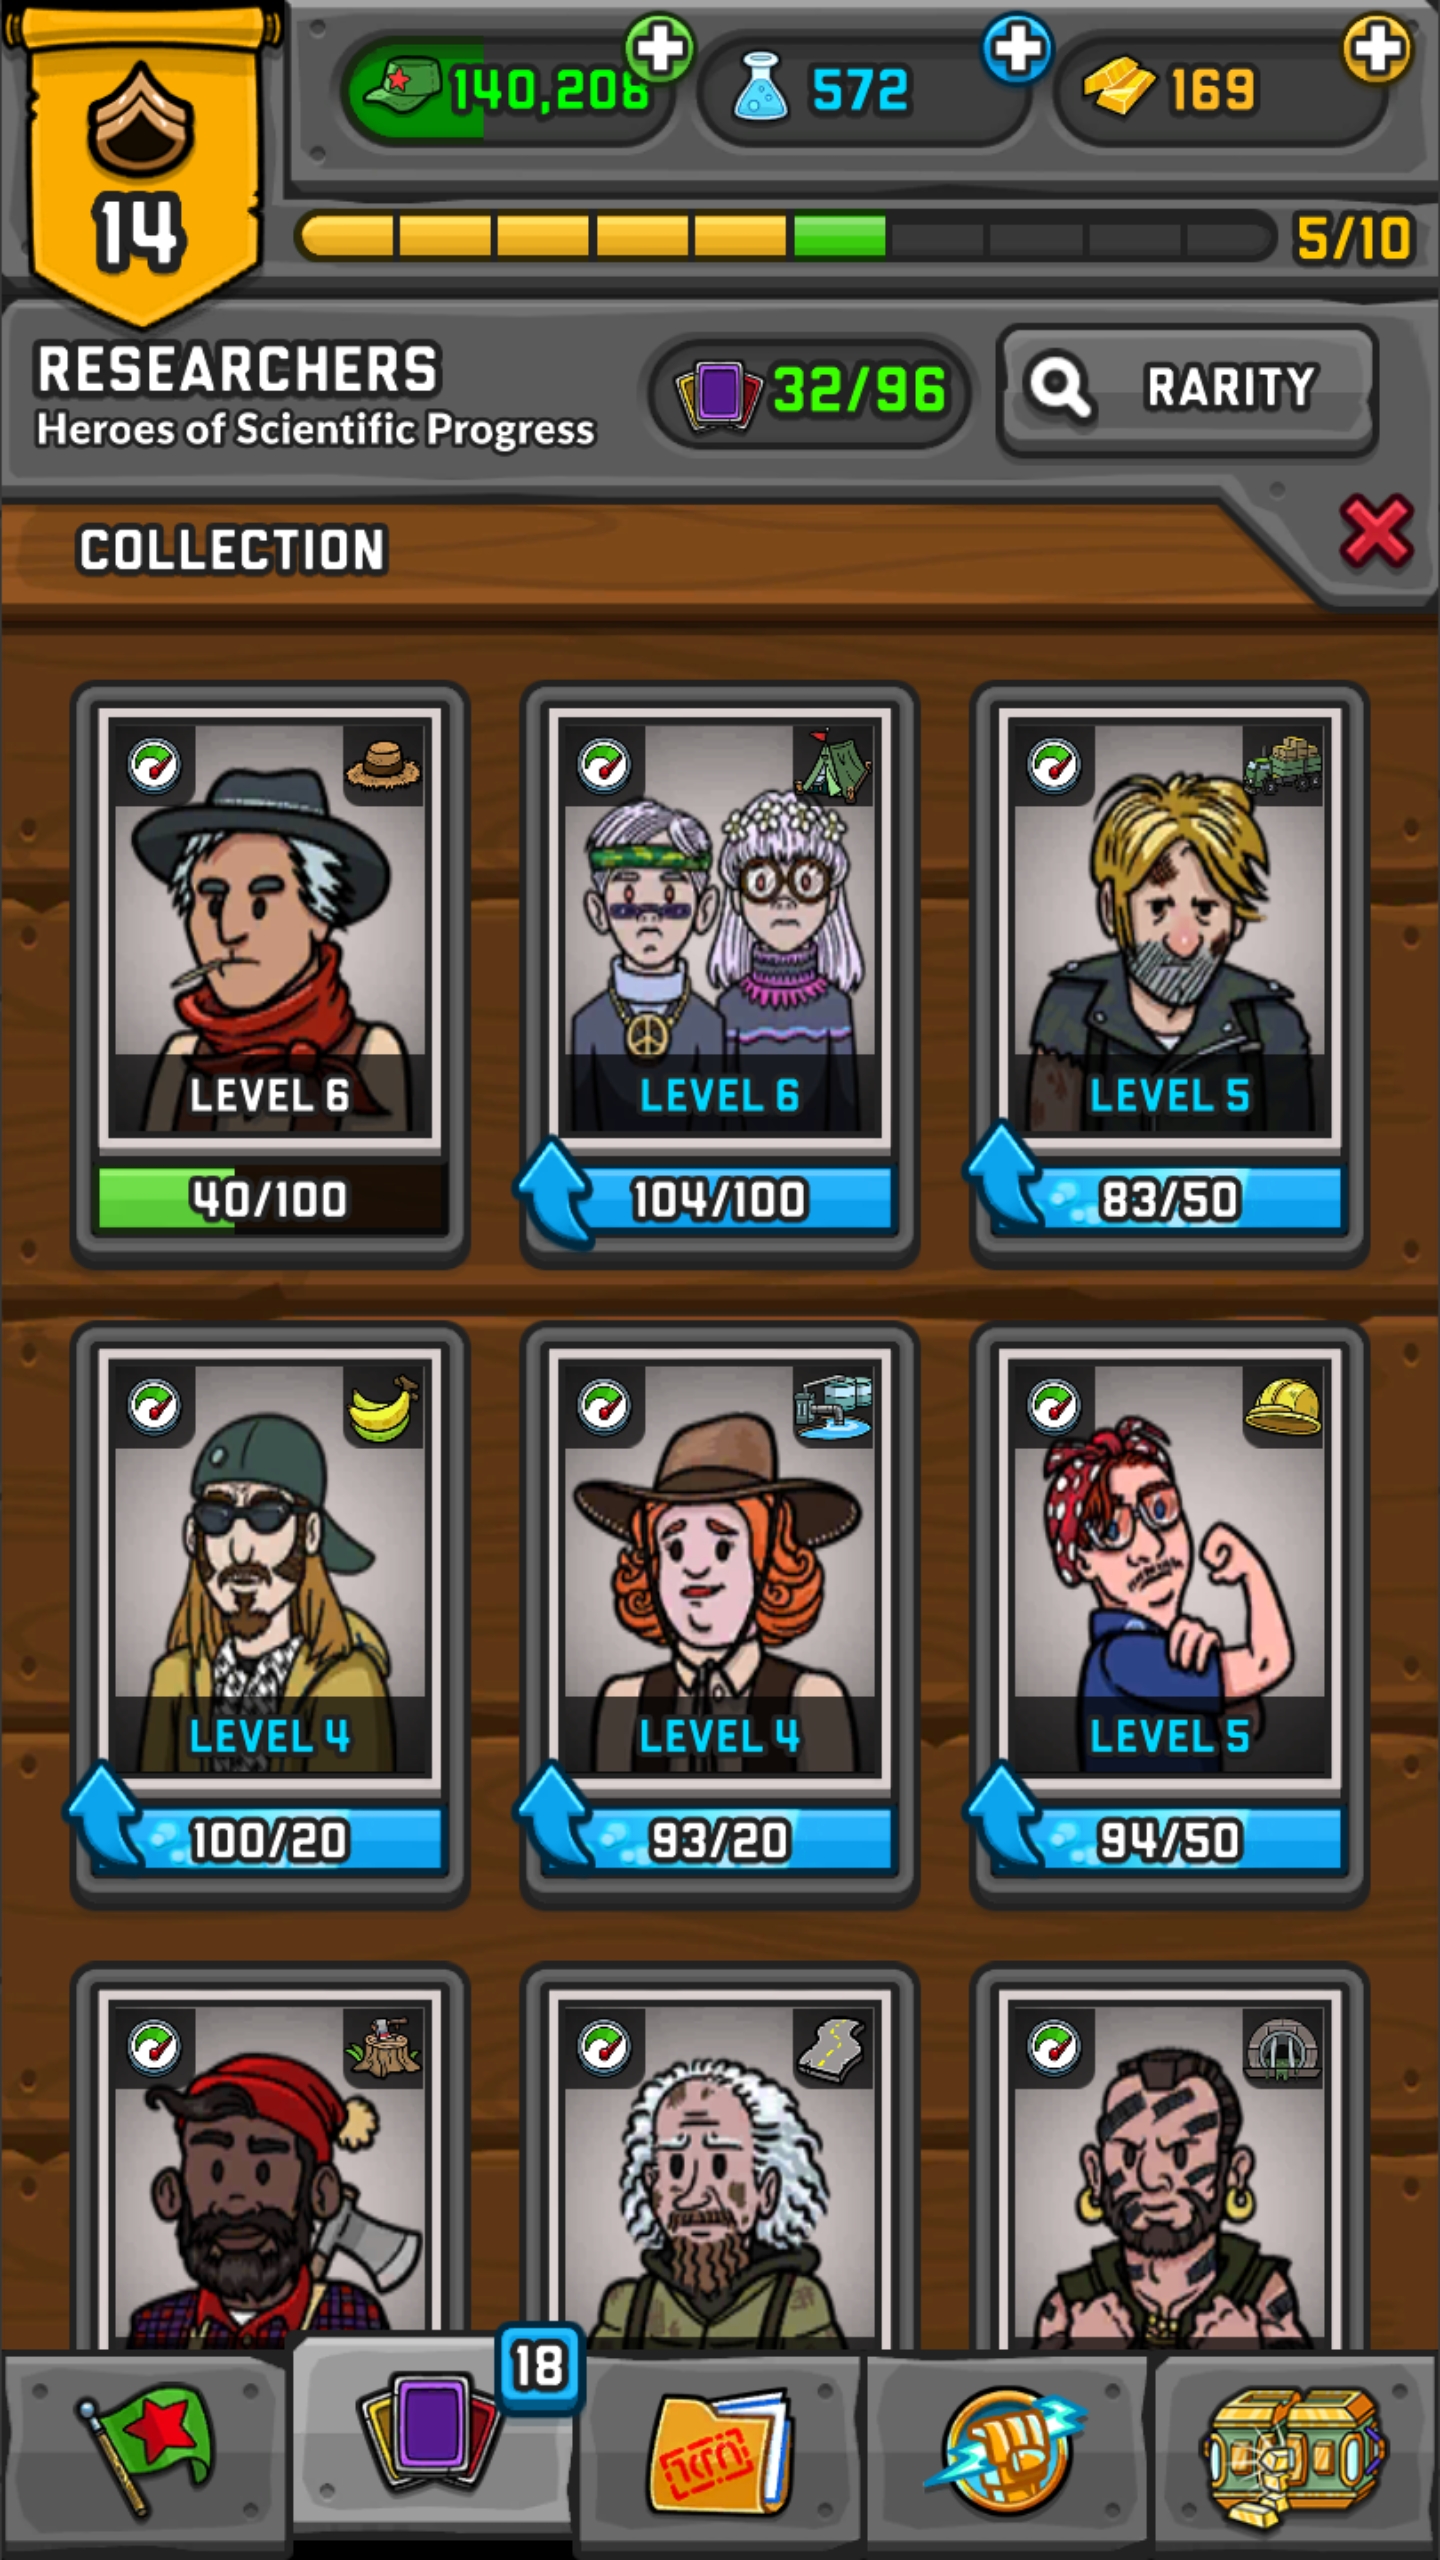 140,208
572
169
14
5/10
RESEARCHERS
Heroes of Scientific Progress
32/96
RARITY
COLLECTION
LEVEL 6
LEVEL 6
LEVEL 5
40/100
104/100
83/50
LEVEL 4
LEVEL 4
LEVEL 5
100/20
93/20
94/50
18